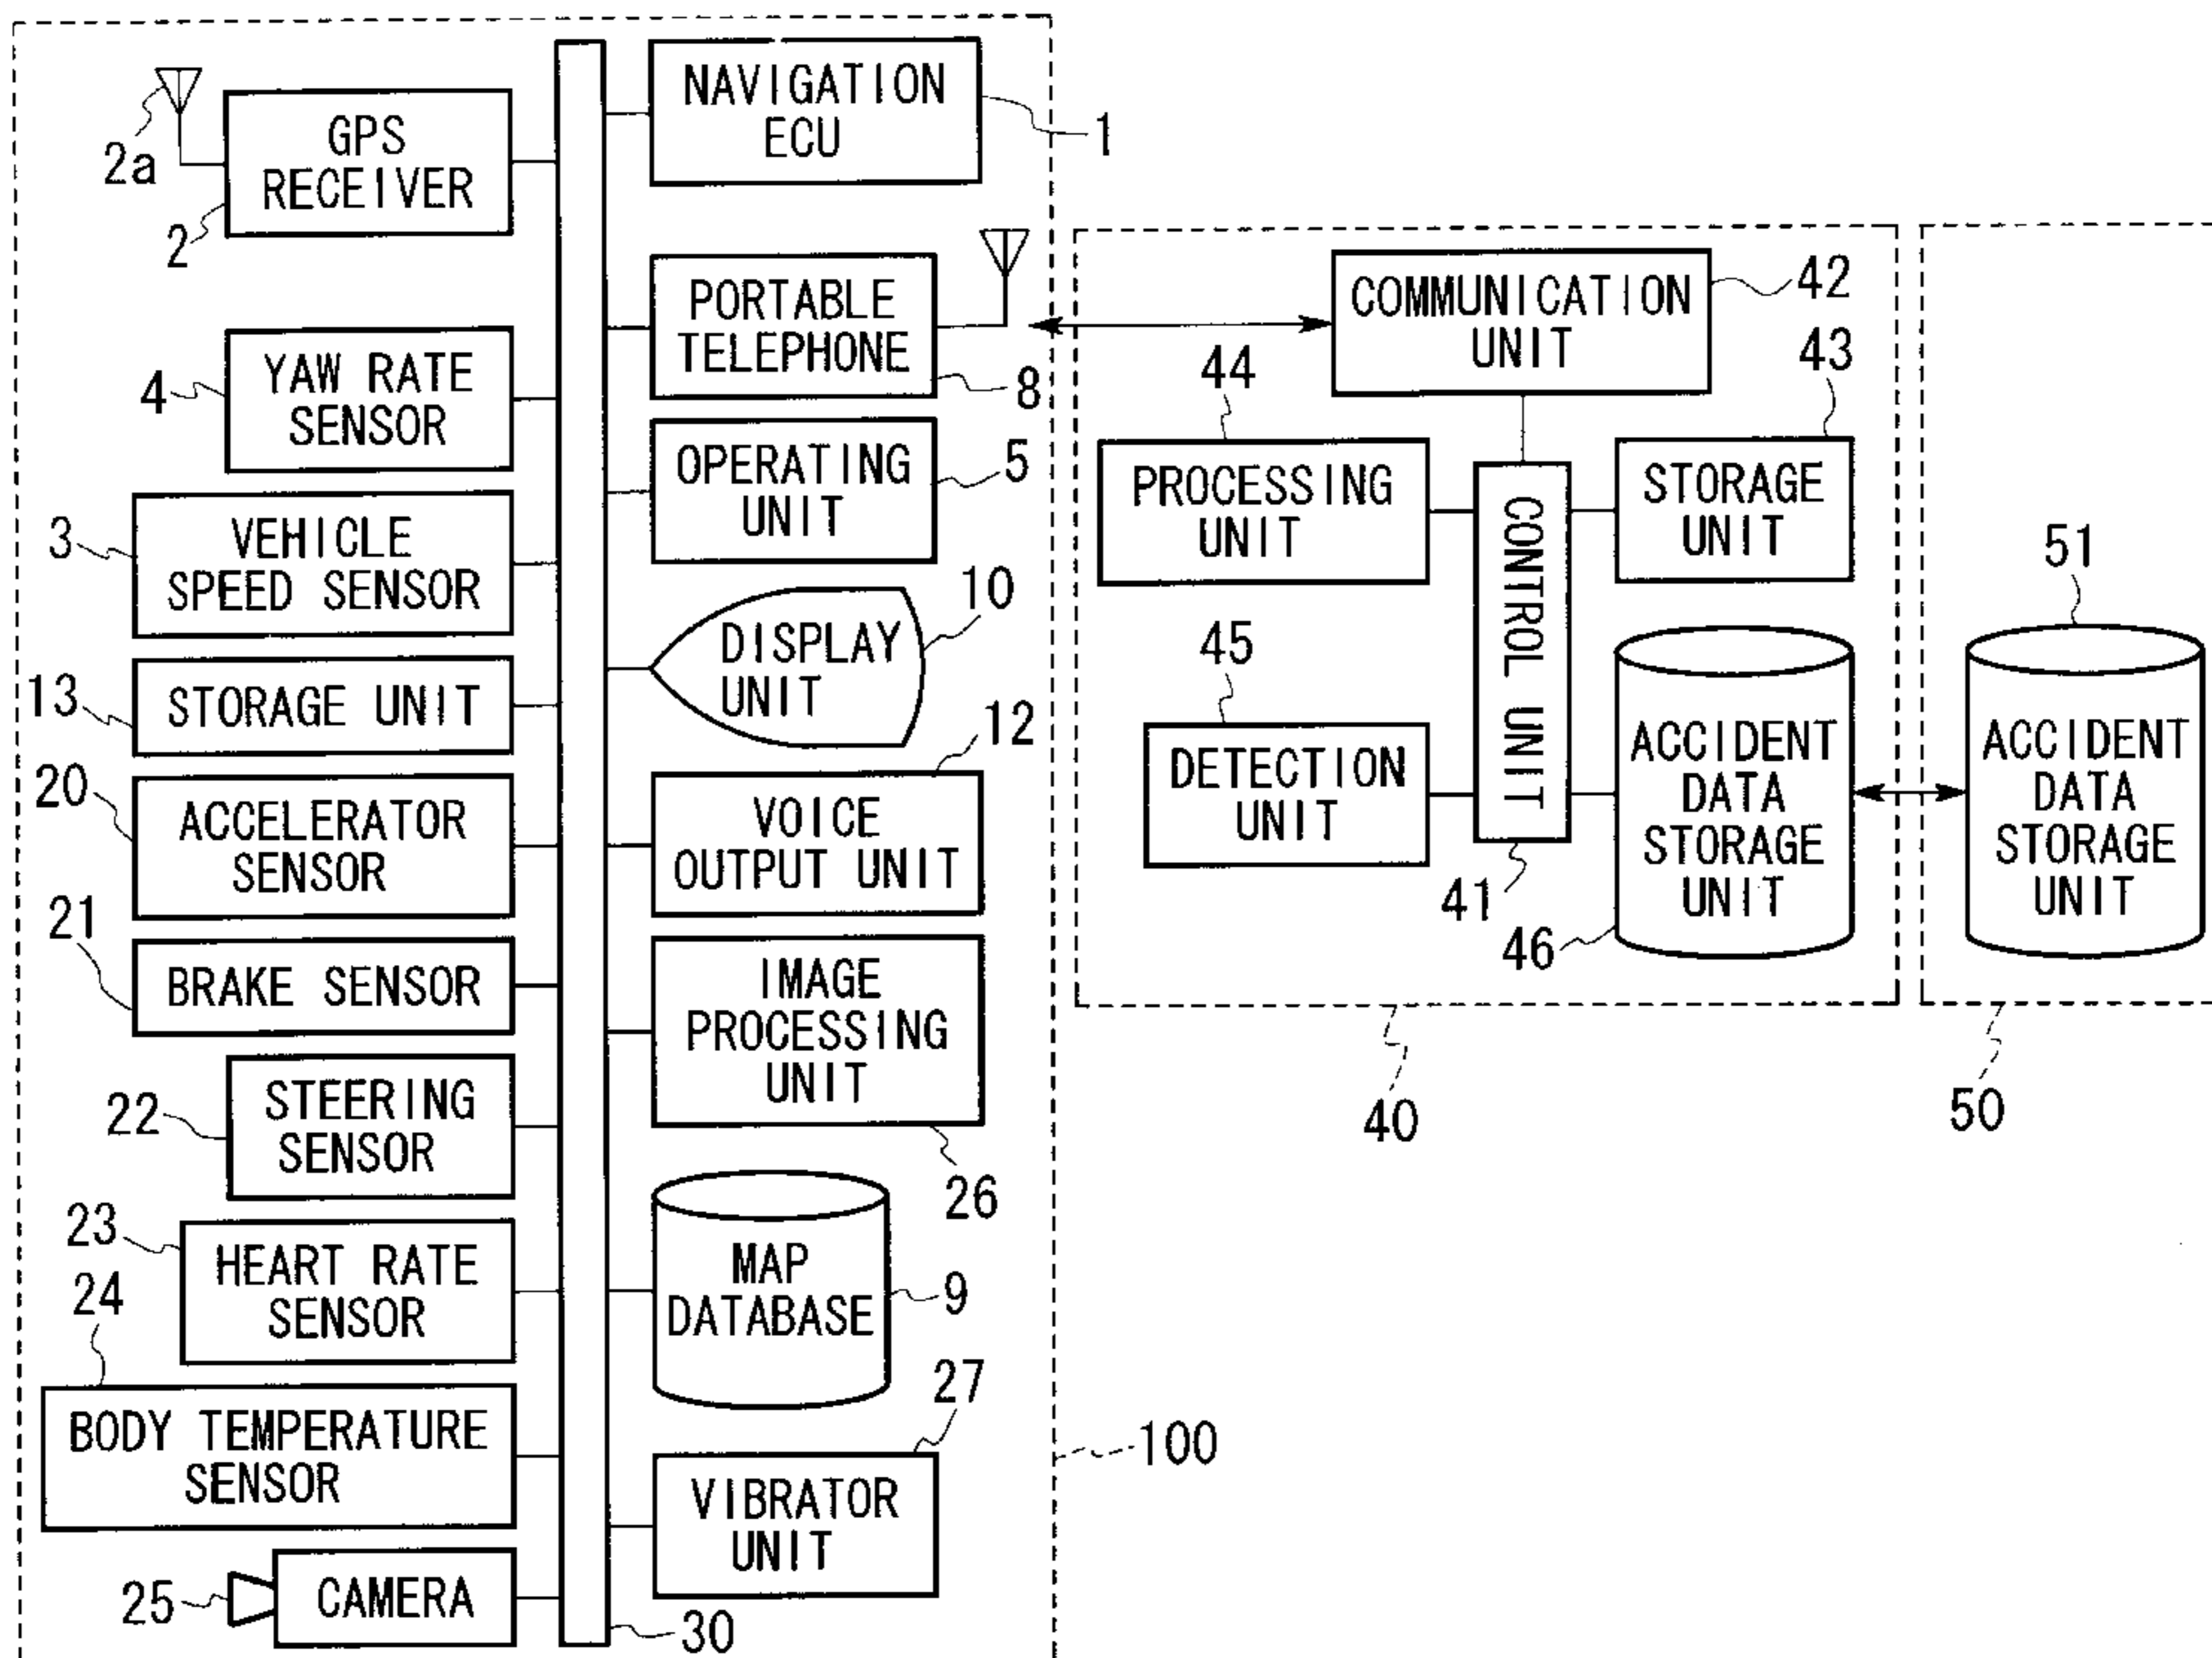 NAVIGATION
ECU
1
2a
GPS
RECEIVER
2
PORTABLE
TELEPHONE
8
YAW RATE
SENSOR
4
OPERATING
UNIT
5
VEHICLE
SPEED SENSOR
3
DISPLAY
UNIT
10
STORAGE UNIT
13
VOICE
OUTPUT UNIT
12
ACCELERATOR
SENSOR
20
BRAKE SENSOR
21
IMAGE
PROCESSING
UNIT
26
STEERING
SENSOR
22
HEART RATE
SENSOR
23
MAP
DATABASE
9
BODY TEMPERATURE
SENSOR
24
VIBRATOR
UNIT
27
CAMERA
25
30
100
COMMUNICATION
UNIT
42
44
PROCESSING
UNIT
43
STORAGE
UNIT
CONTROL UNIT
41
45
DETECTION
UNIT
ACCIDENT
DATA
STORAGE
UNIT
46
40
51
ACCIDENT
DATA
STORAGE
UNIT
50